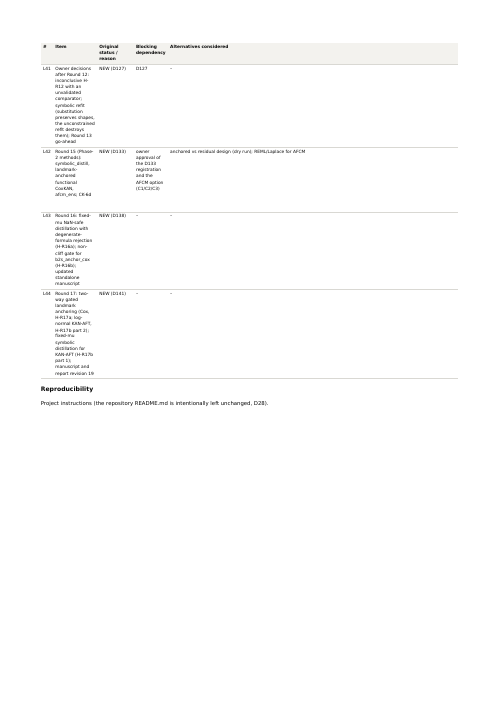 # Item Original status / reason Blocking dependency Alternatives considered
L41 Owner decisions NEW (D127) D127 –
after Round 12:
inconclusive H-
R12 with an
unvalidated
comparator;
symbolic refit
(substitution
preserves shapes,
the unconstrained
refit destroys
them); Round 13
go-ahead
L42 Round 15 (Phase- NEW (D133) owner anchored vs residual design (dry run); REML/Laplace for AFCM
2 methods): approval of
symbolic_distill, the D133
landmark- registration
anchored and the
functional AFCM option
CoxKAN, (C1/C2/C3)
afcm_ens; CK-6d
L43 Round 16: fixed- NEW (D138) – –
mu NaN-safe
distillation with
degenerate-
formula rejection
(H-R16a); non-
cliff gate for
b2s_anchor_cox
(H-R16b);
updated
standalone
manuscript
L44 Round 17: two- NEW (D141) – –
way gated
landmark
anchoring (Cox,
H-R17a; log-
normal KAN-AFT,
H-R17b part 2);
fixed-mu
symbolic
distillation for
KAN-AFT (H-R17b
part 1);
manuscript and
report revision 19
Reproducibility
Project instructions (the repository README.md is intentionally left unchanged, D28).